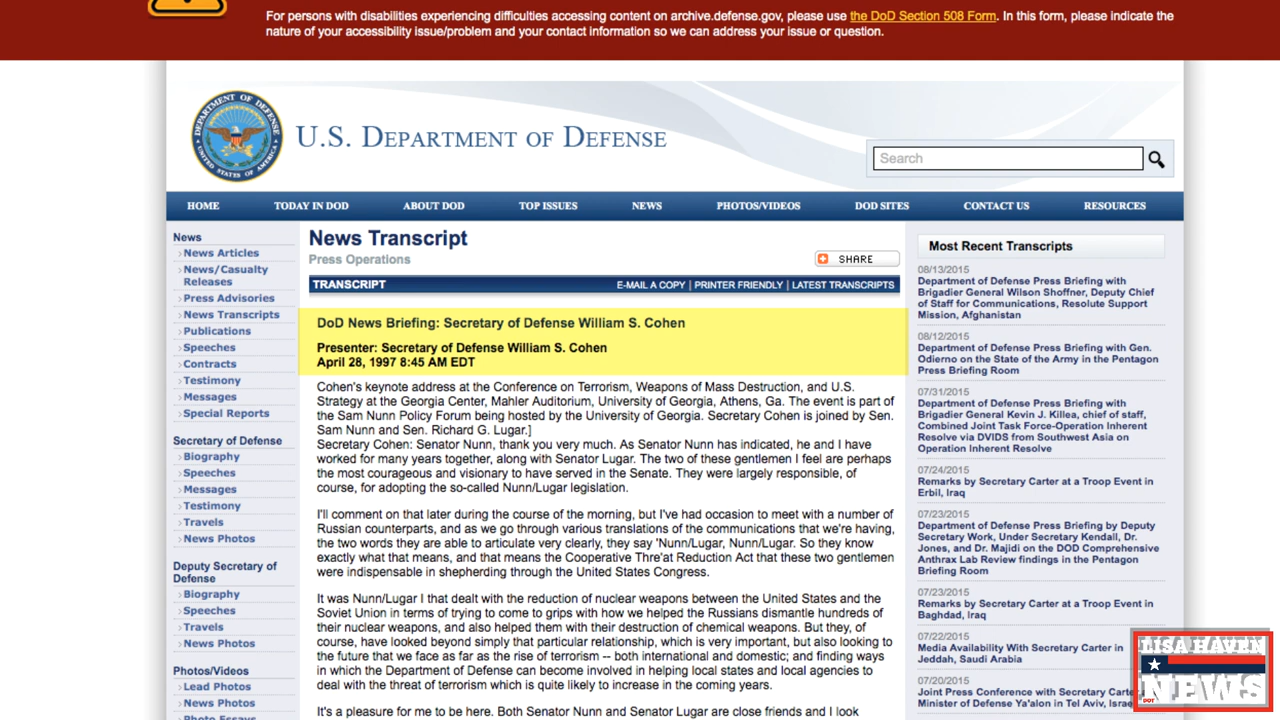 For persons with disabilities experiencing difficulties accessing content on archive.defense.gov, please use the DoD Section 508 Form. In this form, please indicate the
nature of your accessibility issue/problem and your contact information so we can address your issue or question.
DEPARTMENT OF DEFENSE
UNITED STATES OF AMERICA
U.S. DEPARTMENT OF DEFENSE
Search
HOME TODAY IN DOD ABOUT DOD TOP ISSUES NEWS PHOTOS/VIDEOS DOD SITES CONTACT US RESOURCES
News
News Articles
News/Casualty
Releases
Press Advisories
News Transcripts
Publications
Speeches
Contracts
Testimony
Messages
Special Reports
Secretary of Defense
Biography
Speeches
Messages
Testimony
Travels
News Photos
Deputy Secretary of
Defense
Biography
Speeches
Travels
News Photos
Photos/Videos
Lead Photos
News Photos
Photo Essays
News Transcript
Press Operations
SHARE
TRANSCRIPT E-MAIL A COPY | PRINTER FRIENDLY | LATEST TRANSCRIPTS
DoD News Briefing: Secretary of Defense William S. Cohen
Presenter: Secretary of Defense William S. Cohen
April 28, 1997 8:45 AM EDT
Cohen's keynote address at the Conference on Terrorism, Weapons of Mass Destruction, and U.S.
Strategy at the Georgia Center, Mahler Auditorium, University of Georgia, Athens, Ga. The event is part of
the Sam Nunn Policy Forum being hosted by the University of Georgia. Secretary Cohen is joined by Sen.
Sam Nunn and Sen. Richard G. Lugar.]
Secretary Cohen: Senator Nunn, thank you very much. As Senator Nunn has indicated, he and I have
worked for many years together, along with Senator Lugar. The two of these gentlemen I feel are perhaps
the most courageous and visionary to have served in the Senate. They were largely responsible, of
course, for adopting the so-called Nunn/Lugar legislation.
I'll comment on that later during the course of the morning, but I've had occasion to meet with a number of
Russian counterparts, and as we go through various translations of the communications that we're having,
the two words they are able to articulate very clearly, they say 'Nunn/Lugar, Nunn/Lugar. So they know
exactly what that means, and that means the Cooperative Thre'at Reduction Act that these two gentlemen
were indispensable in shepherding through the United States Congress.
It was Nunn/Lugar I that dealt with the reduction of nuclear weapons between the United States and the
Soviet Union in terms of trying to come to grips with how we helped the Russians dismantle hundreds of
their nuclear weapons, and also helped them with their destruction of chemical weapons. But they, of
course, have looked beyond simply that particular relationship, which is very important, but also looking to
the future that we face as far as the rise of terrorism -- both international and domestic; and finding ways
in which the Department of Defense can become involved in helping local states and local agencies to
deal with the threat of terrorism which is quite likely to increase in the coming years.
It's a pleasure for me to be here. Both Senator Nunn and Senator Lugar are close friends and I look
Most Recent Transcripts
08/13/2015
Department of Defense Press Briefing with
Brigadier General Wilson Shoffner, Deputy Chief
of Staff for Communications, Resolute Support
Mission, Afghanistan
08/12/2015
Department of Defense Press Briefing with Gen.
Odierno on the State of the Army in the Pentagon
Press Briefing Room
07/31/2015
Department of Defense Press Briefing with
Brigadier General Kevin J. Killea, chief of staff,
Combined Joint Task Force-Operation Inherent
Resolve via DVIDS from Southwest Asia on
Operation Inherent Resolve
07/24/2015
Remarks by Secretary Carter at a Troop Event in
Erbil, Iraq
07/23/2015
Department of Defense Press Briefing by Deputy
Secretary Work, Under Secretary Kendall, Dr.
Jones, and Dr. Majidi on the DOD Comprehensive
Anthrax Lab Review findings in the Pentagon
Briefing Room
07/23/2015
Remarks by Secretary Carter at a Troop Event in
Baghdad, Iraq
07/22/2015
Media Availability With Secretary Carter in
Jeddah, Saudi Arabia
07/20/2015
Joint Press Conference with Secretary Carter
Minister of Defense Ya'alon in Tel Aviv,
LISA HAVEN
NEWS
DOT